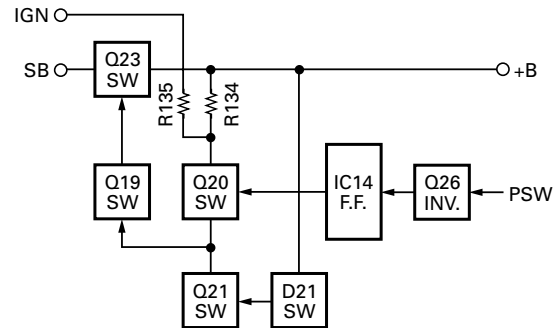 IGN
SB
Q23
SW
R135
R134
+B
Q19
SW
Q20
SW
IC14
F.F.
Q26
INV.
PSW
Q21
SW
D21
SW